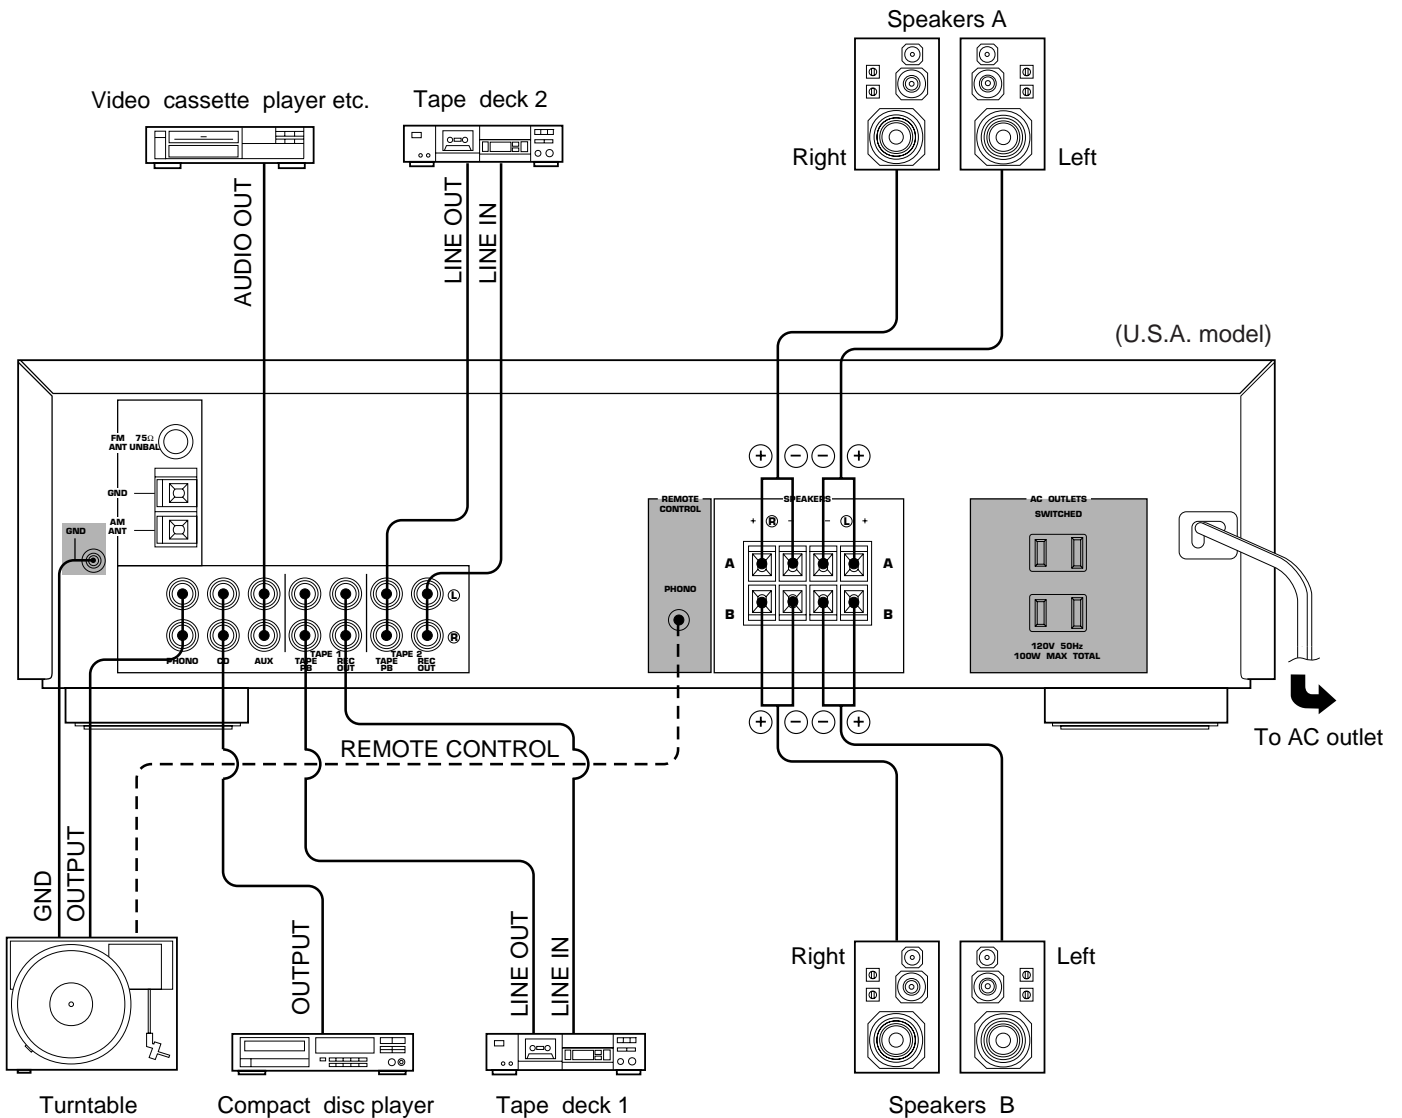 Speakers A
Video cassette player etc.
Tape deck 2
Right
Left
AUDIO OUT
LINE OUT
LINE IN
(U.S.A. model)
FM 75Ω
ANT UNBAL.
GND
AM
ANT
GND
+ − − +
REMOTE
CONTROL
SPEAKERS
AC OUTLETS
SWITCHED
+ R − − L +
A
A
PHONO
B
B
L
R
PHONO
CD
AUX
TAPE 1
TAPE
PB
REC
OUT
TAPE 2
TAPE
PB
REC
OUT
120V 50Hz
100W MAX TOTAL
+ − − +
To AC outlet
REMOTE CONTROL
GND
OUTPUT
OUTPUT
LINE OUT
LINE IN
Right
Left
Turntable
Compact disc player
Tape deck 1
Speakers B